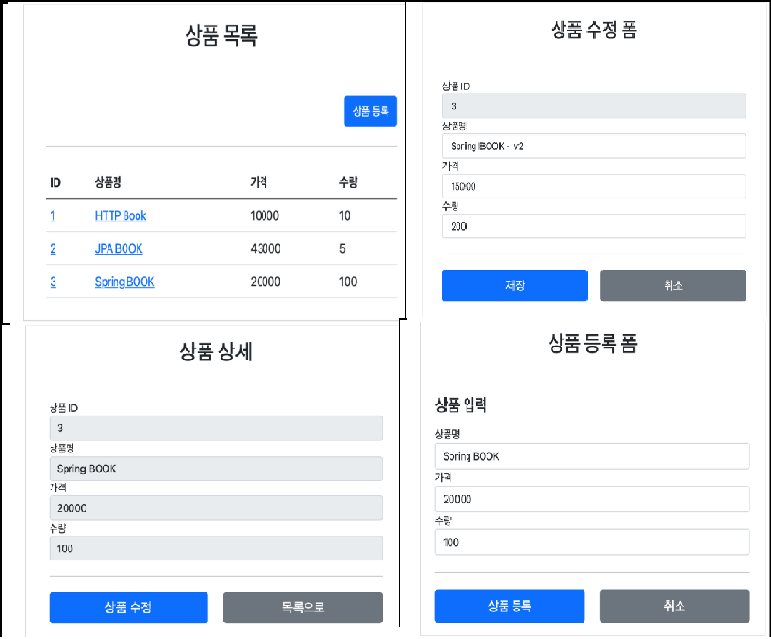 상품 목록
상품 등록
ID 상품명 가격 수량
1 HTTP Book 10000 10
2 JPA BOOK 43000 5
3 Spring BOOK 20000 100
상품 수정 폼
상품 ID
3
상품명
Spring BOOK - v2
가격
15000
수량
200
저장 취소
상품 상세
상품 ID
3
상품명
Spring BOOK
가격
20000
수량
100
상품 수정 목록으로
상품 등록 폼
상품 입력
상품명
Spring BOOK
가격
20000
수량
100
상품 등록 취소